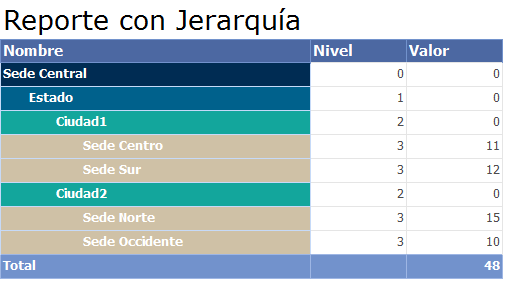 Reporte con Jerarquía
Nombre Nivel Valor
Sede Central 0 0
Estado 1 0
Ciudad1 2 0
Sede Centro 3 11
Sede Sur 3 12
Ciudad2 2 0
Sede Norte 3 15
Sede Occidente 3 10
Total 48